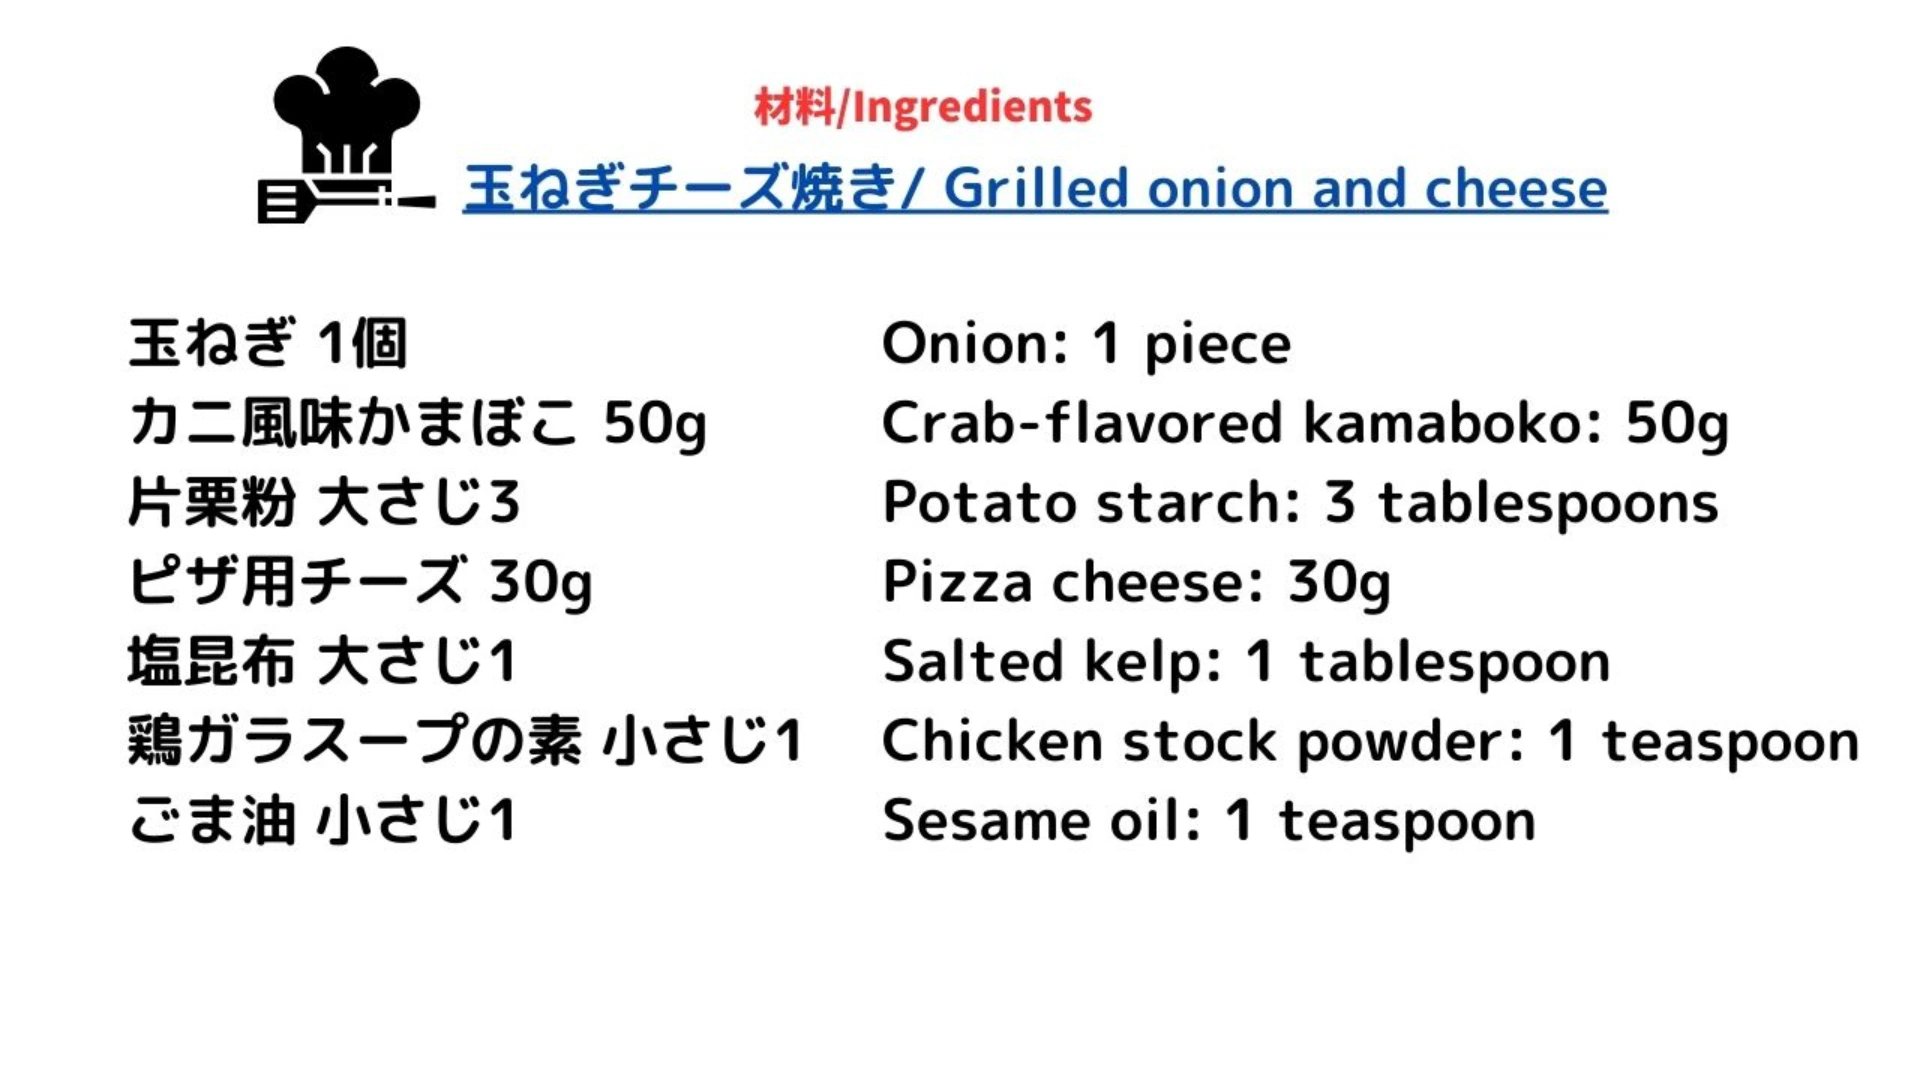 材料/Ingredients
玉ねぎチーズ焼き/ Grilled onion and cheese
玉ねぎ 1個
カニ風味かまぼこ 50g
片栗粉 大さじ3
ピザ用チーズ 30g
塩昆布 大さじ1
鶏ガラスープの素 小さじ1
ごま油 小さじ1
Onion: 1 piece
Crab-flavored kamaboko: 50g
Potato starch: 3 tablespoons
Pizza cheese: 30g
Salted kelp: 1 tablespoon
Chicken stock powder: 1 teaspoon
Sesame oil: 1 teaspoon